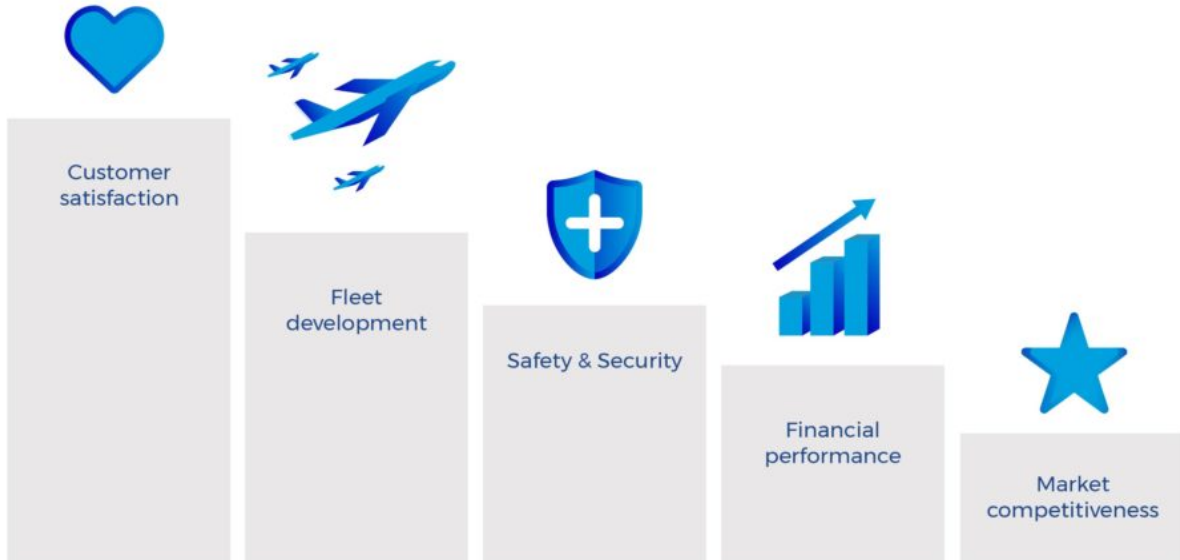 Customer
satisfaction
Fleet
development
Safety & Security
Financial
performance
Market
competitiveness